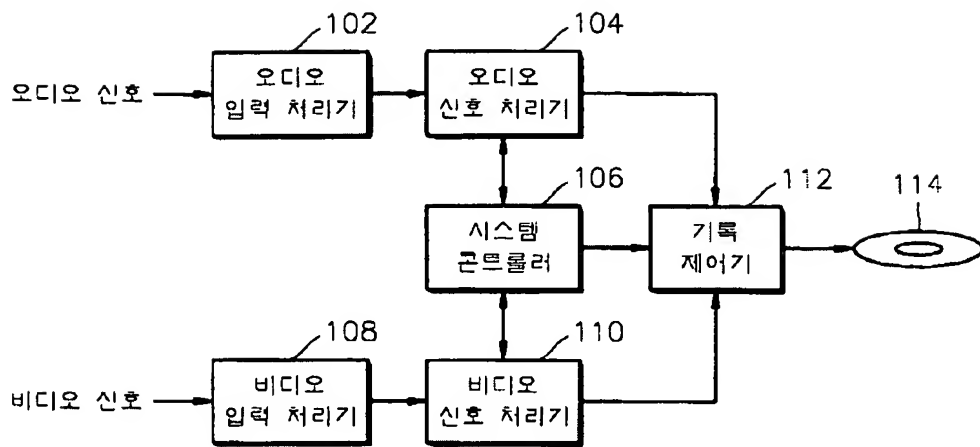 102
104
오디오 신호
오디오
입력 처리기
오디오
신호 처리기
106
112
114
시스템
콘트롤러
기록
제어기
108
110
비디오 신호
비디오
입력 처리기
비디오
신호 처리기